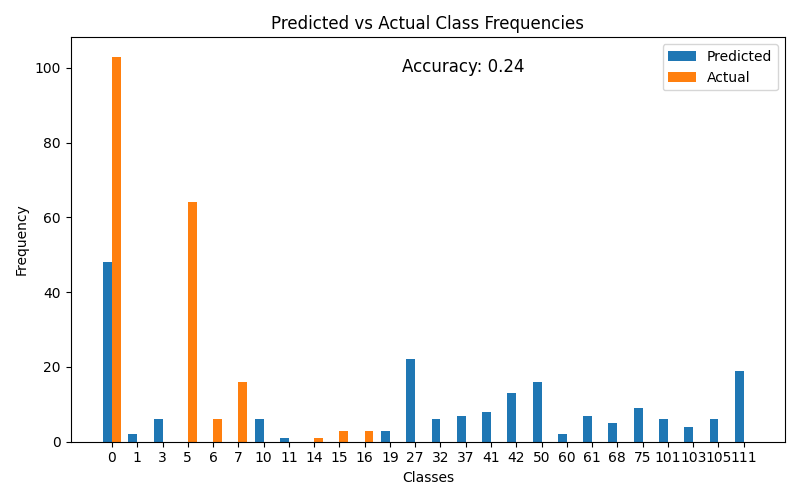 Predicted vs Actual Class Frequencies
Accuracy: 0.24
Predicted
Actual
Frequency
100
80
60
40
20
0
0 1 3 5 6 7 10 11 14 15 16 19 27 32 37 41 42 50 60 61 68 75 101 103 105 111
Classes